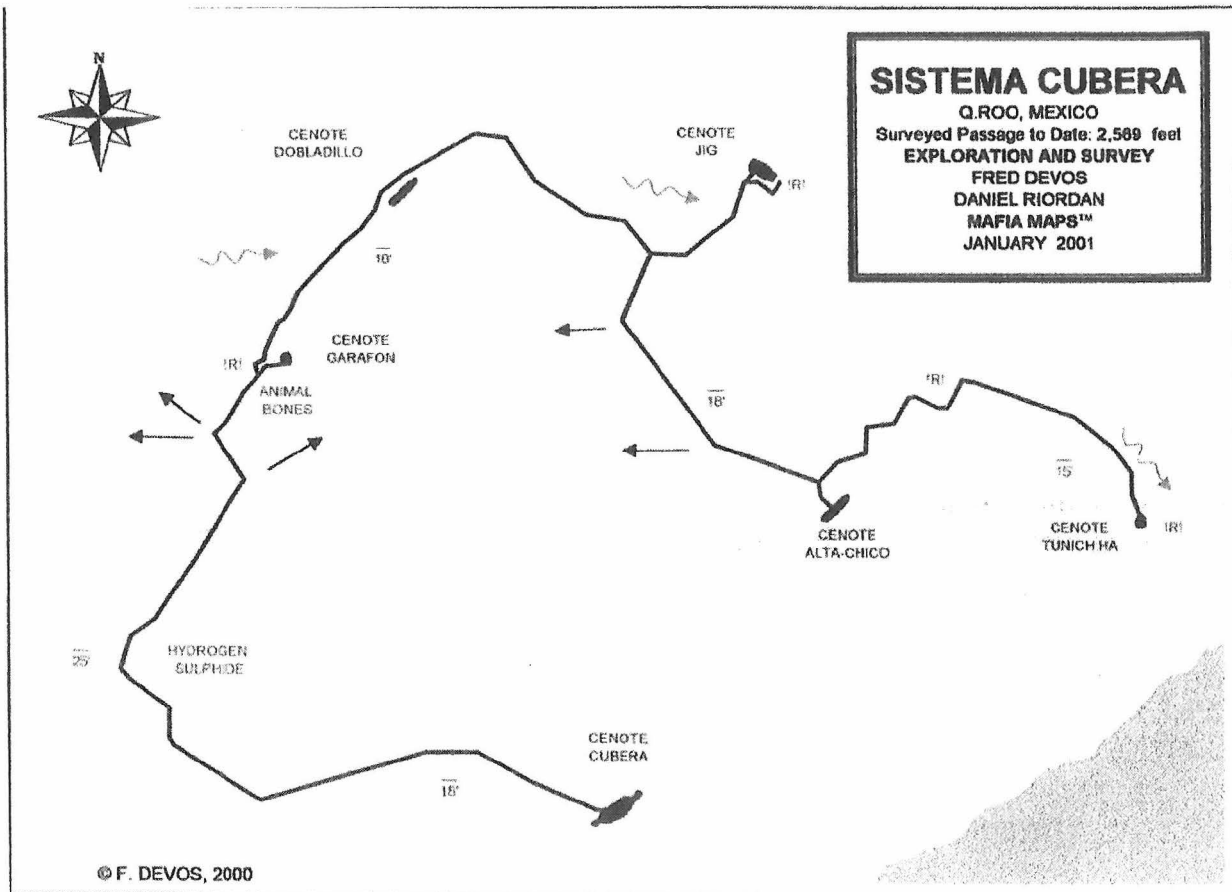 N
SISTEMA CUBERA
Q.ROO, MEXICO
Surveyed Passage to Date: 2,569 feet
EXPLORATION AND SURVEY
FRED DEVOS
DANIEL RIORDAN
MAFIA MAPS™
JANUARY 2001
CENOTE
DOBLADILLO
CENOTE
JIG
!R!
CENOTE
GARAFON
!R!
ANIMAL
BONES
18'
!R!
15'
CENOTE
ALTA-CHICO
CENOTE
TUNICH HA
!R!
HYDROGEN
SULPHIDE
25'
CENOTE
CUBERA
© F. DEVOS, 2000